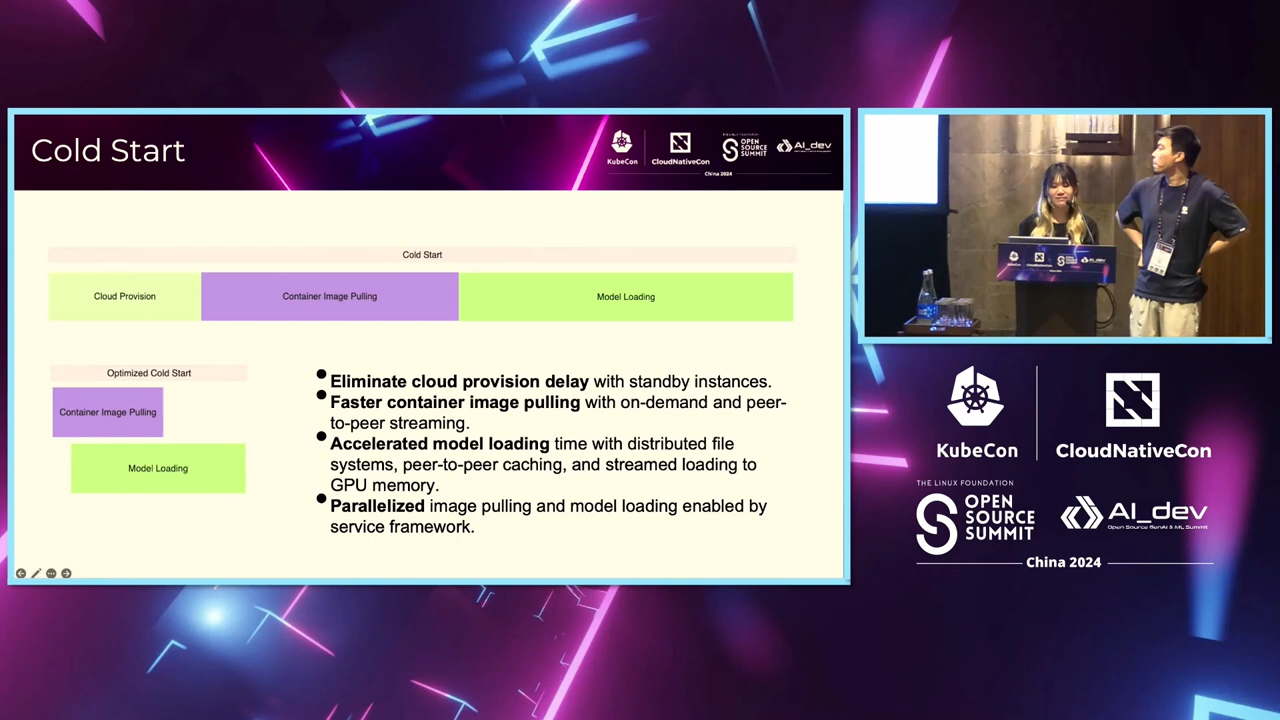 Cold Start
KubeCon
CloudNativeCon
THE LINUX FOUNDATION
OPEN
SOURCE
SUMMIT
AI_dev
China 2024
Cold Start
Cloud Provision
Container Image Pulling
Model Loading
Optimized Cold Start
Container Image Pulling
Model Loading
Eliminate cloud provision delay with standby instances.
Faster container image pulling with on-demand and peer-
to-peer streaming.
Accelerated model loading time with distributed file
systems, peer-to-peer caching, and streamed loading to
GPU memory.
Parallelized image pulling and model loading enabled by
service framework.
KubeCon
CloudNativeCon
THE LINUX FOUNDATION
OPEN
SOURCE
SUMMIT
AI_dev
Open Source GenAI & ML Summit
China 2024